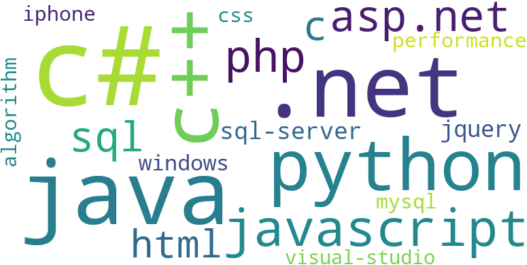 iphone
css
c
asp.net
performance
c#
c++
php
.net
algorithm
sql
sql-server
jquery
windows
python
java
mysql
javascript
html
visual-studio